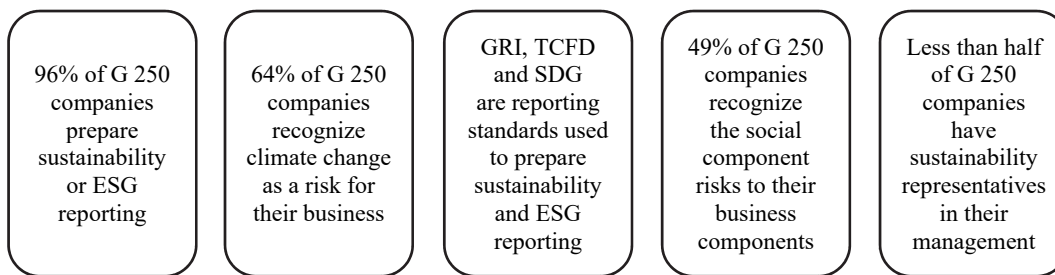 96% of G 250
companies
prepare
sustainability
or ESG
reporting
64% of G 250
companies
recognize
climate change
as a risk for
their business
GRI, TCFD
and SDG
are reporting
standards used
to prepare
sustainability
and ESG
reporting
49% of G 250
companies
recognize
the social
component
risks to their
business
components
Less than half
of G 250
companies
have
sustainability
representatives
in their
management